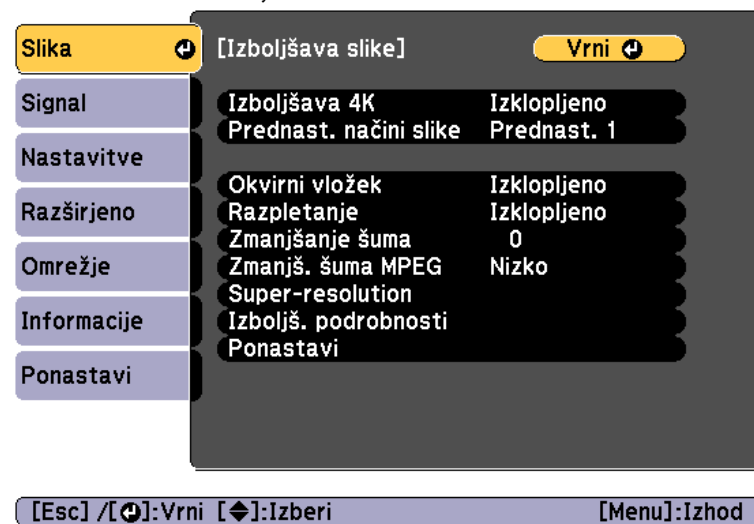 Slika
Signal
Nastavitve
Razširjeno
Omrežje
Informacije
Ponastavi
[Izboljšava slike] Vrni
Izboljšava 4K Izklopljeno
Prednast. načini slike Prednast. 1
Okvirni vložek Izklopljeno
Razpletanje Izklopljeno
Zmanjšanje šuma 0
Zmanjš. šuma MPEG Nizko
Super-resolution
Izboljš. podrobnosti
Ponastavi
[Esc] /[⏎]:Vrni [◆]:Izberi [Menu]:Izhod